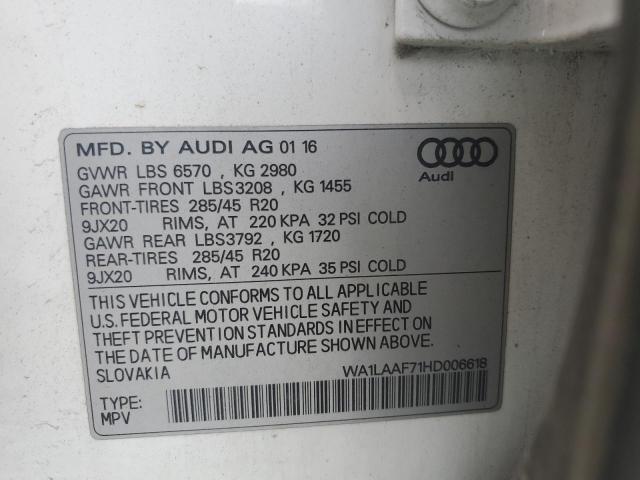 MFD. BY AUDI AG 01 16
GVWR LBS 6570 , KG 2980
GAWR FRONT LBS3208 , KG 1455
FRONT-TIRES 285/45 R20
9JX20 RIMS, AT 220 KPA 32 PSI COLD
GAWR REAR LBS3792 , KG 1720
REAR-TIRES 285/45 R20
9JX20 RIMS, AT 240 KPA 35 PSI COLD
Audi
THIS VEHICLE CONFORMS TO ALL APPLICABLE
U.S. FEDERAL MOTOR VEHICLE SAFETY AND
THEFT PREVENTION STANDARDS IN EFFECT ON
THE DATE OF MANUFACTURE SHOWN ABOVE.
SLOVAKIA WA1LAAF71HD006618
TYPE:
MPV